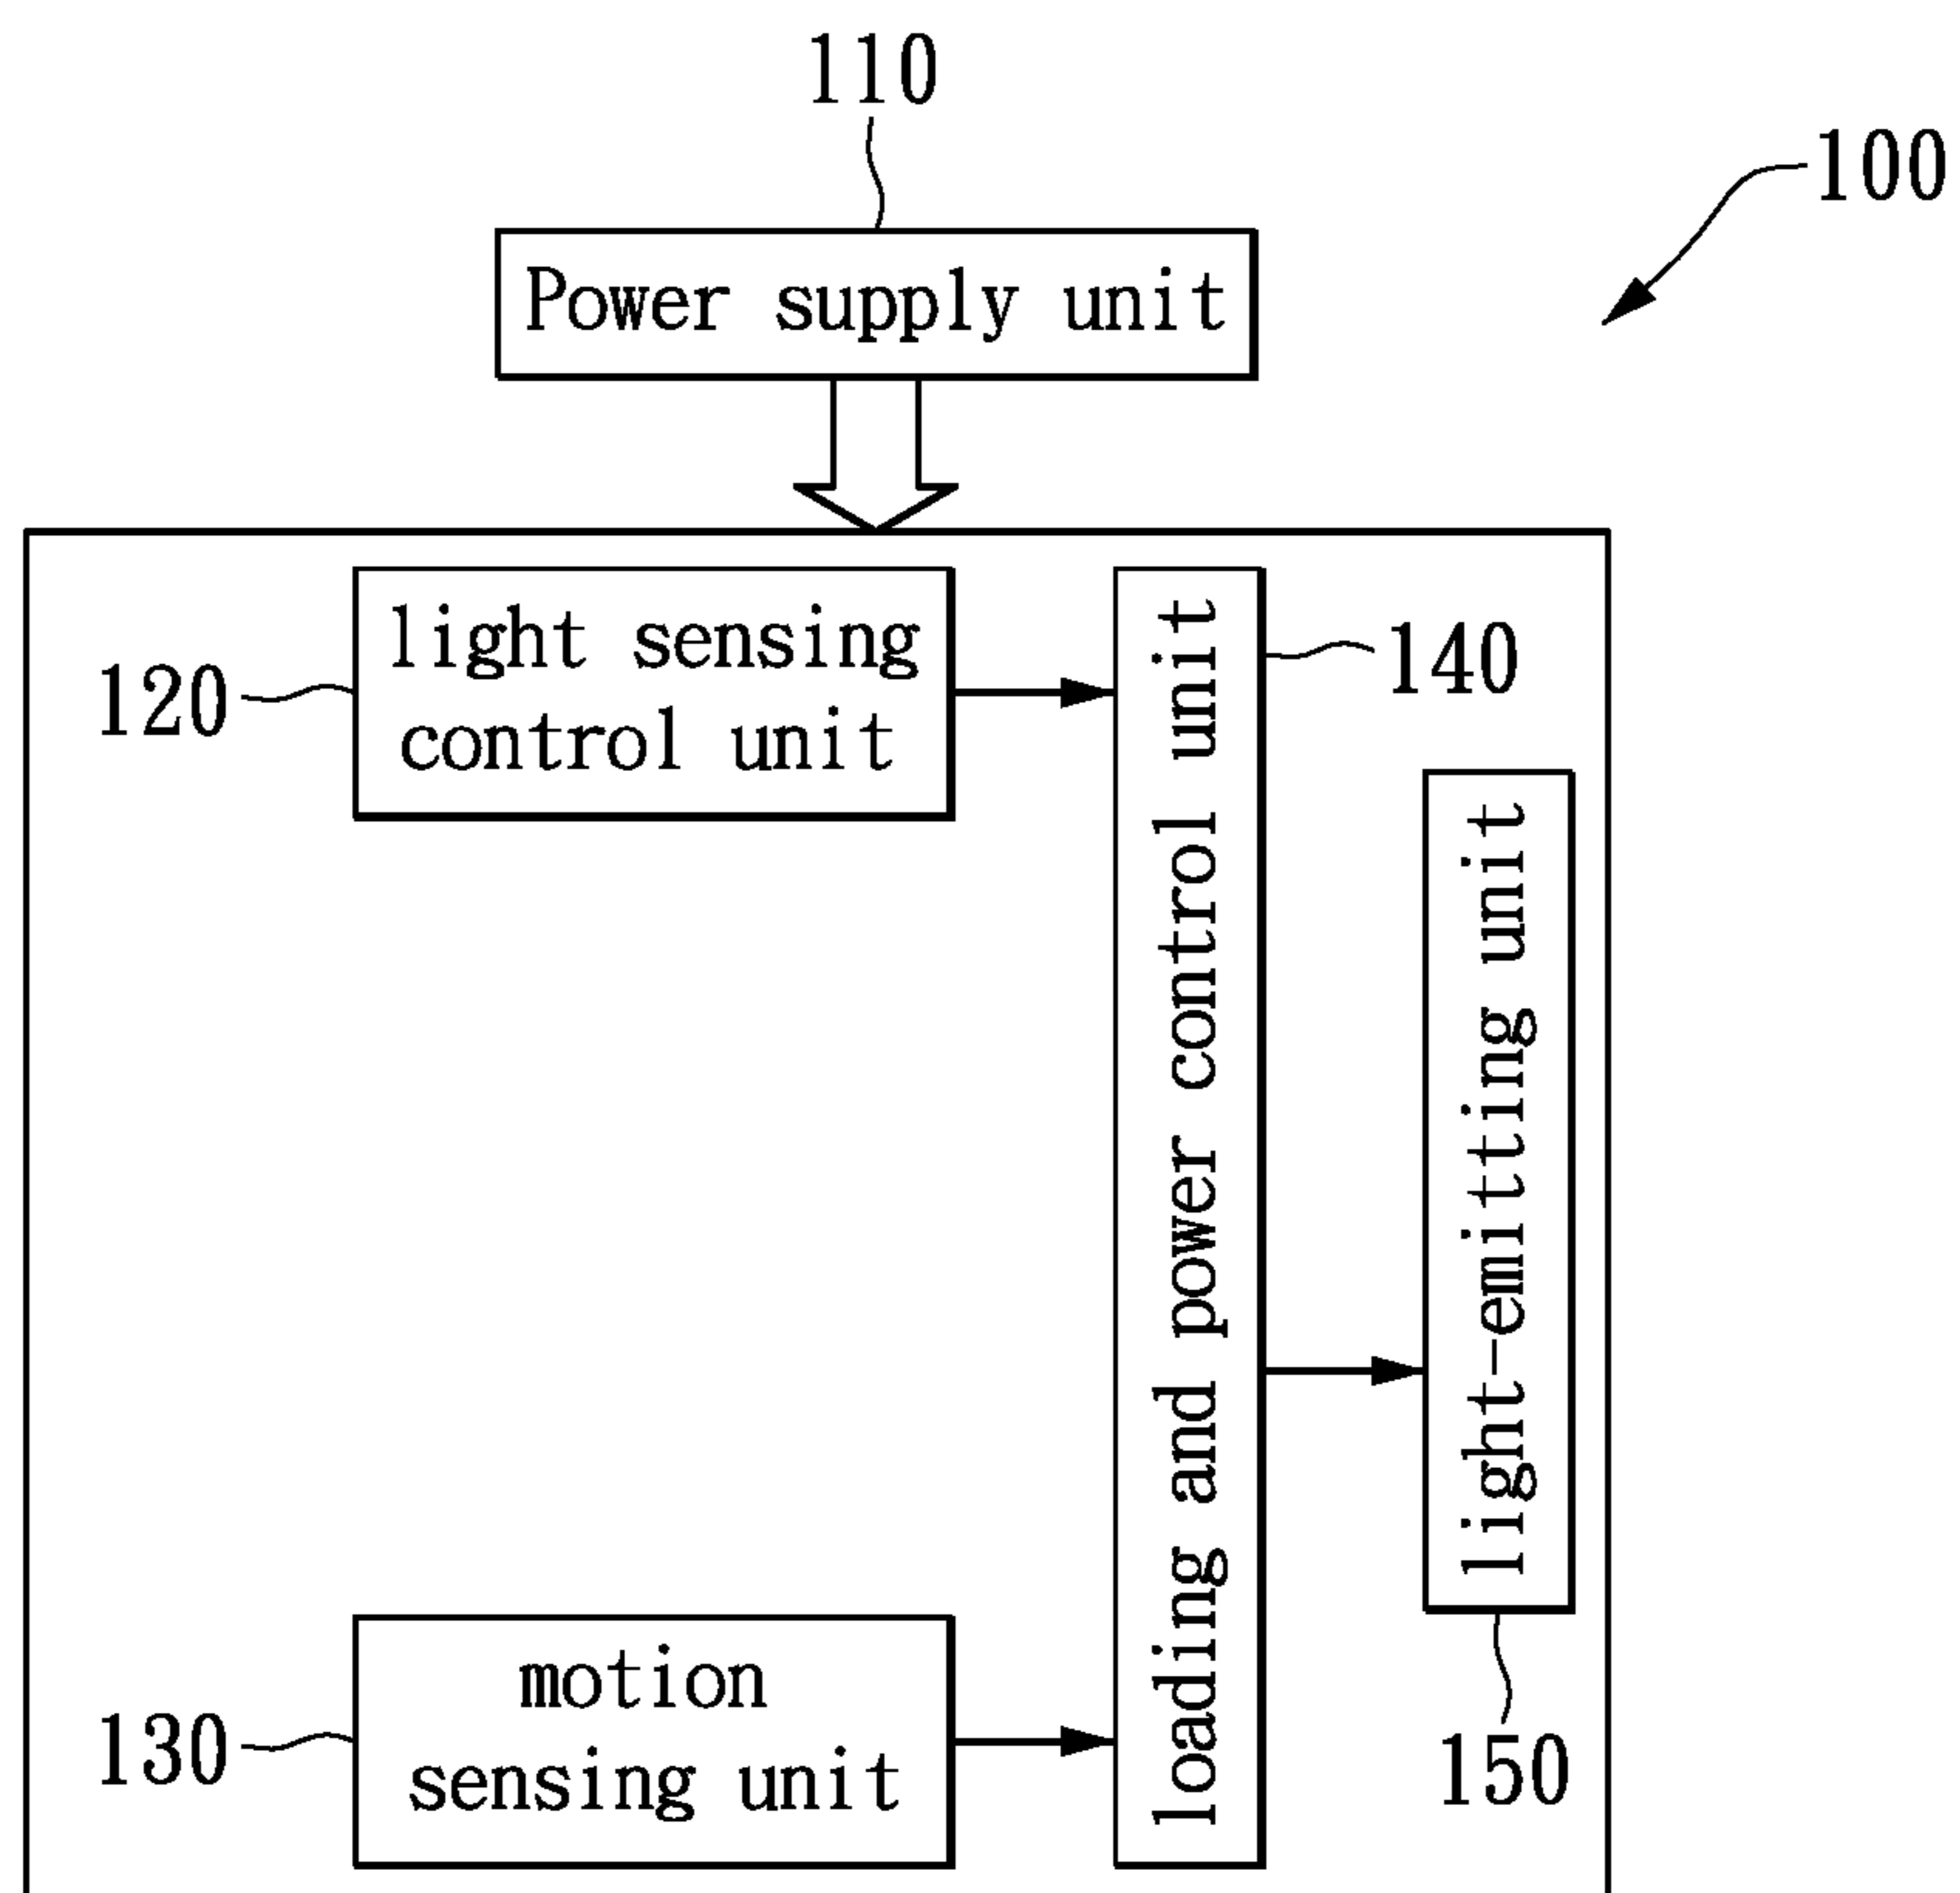 110
100
Power supply unit
light sensing
control unit
120
140
loading and power control unit
light-emitting unit
motion
sensing unit
130
150